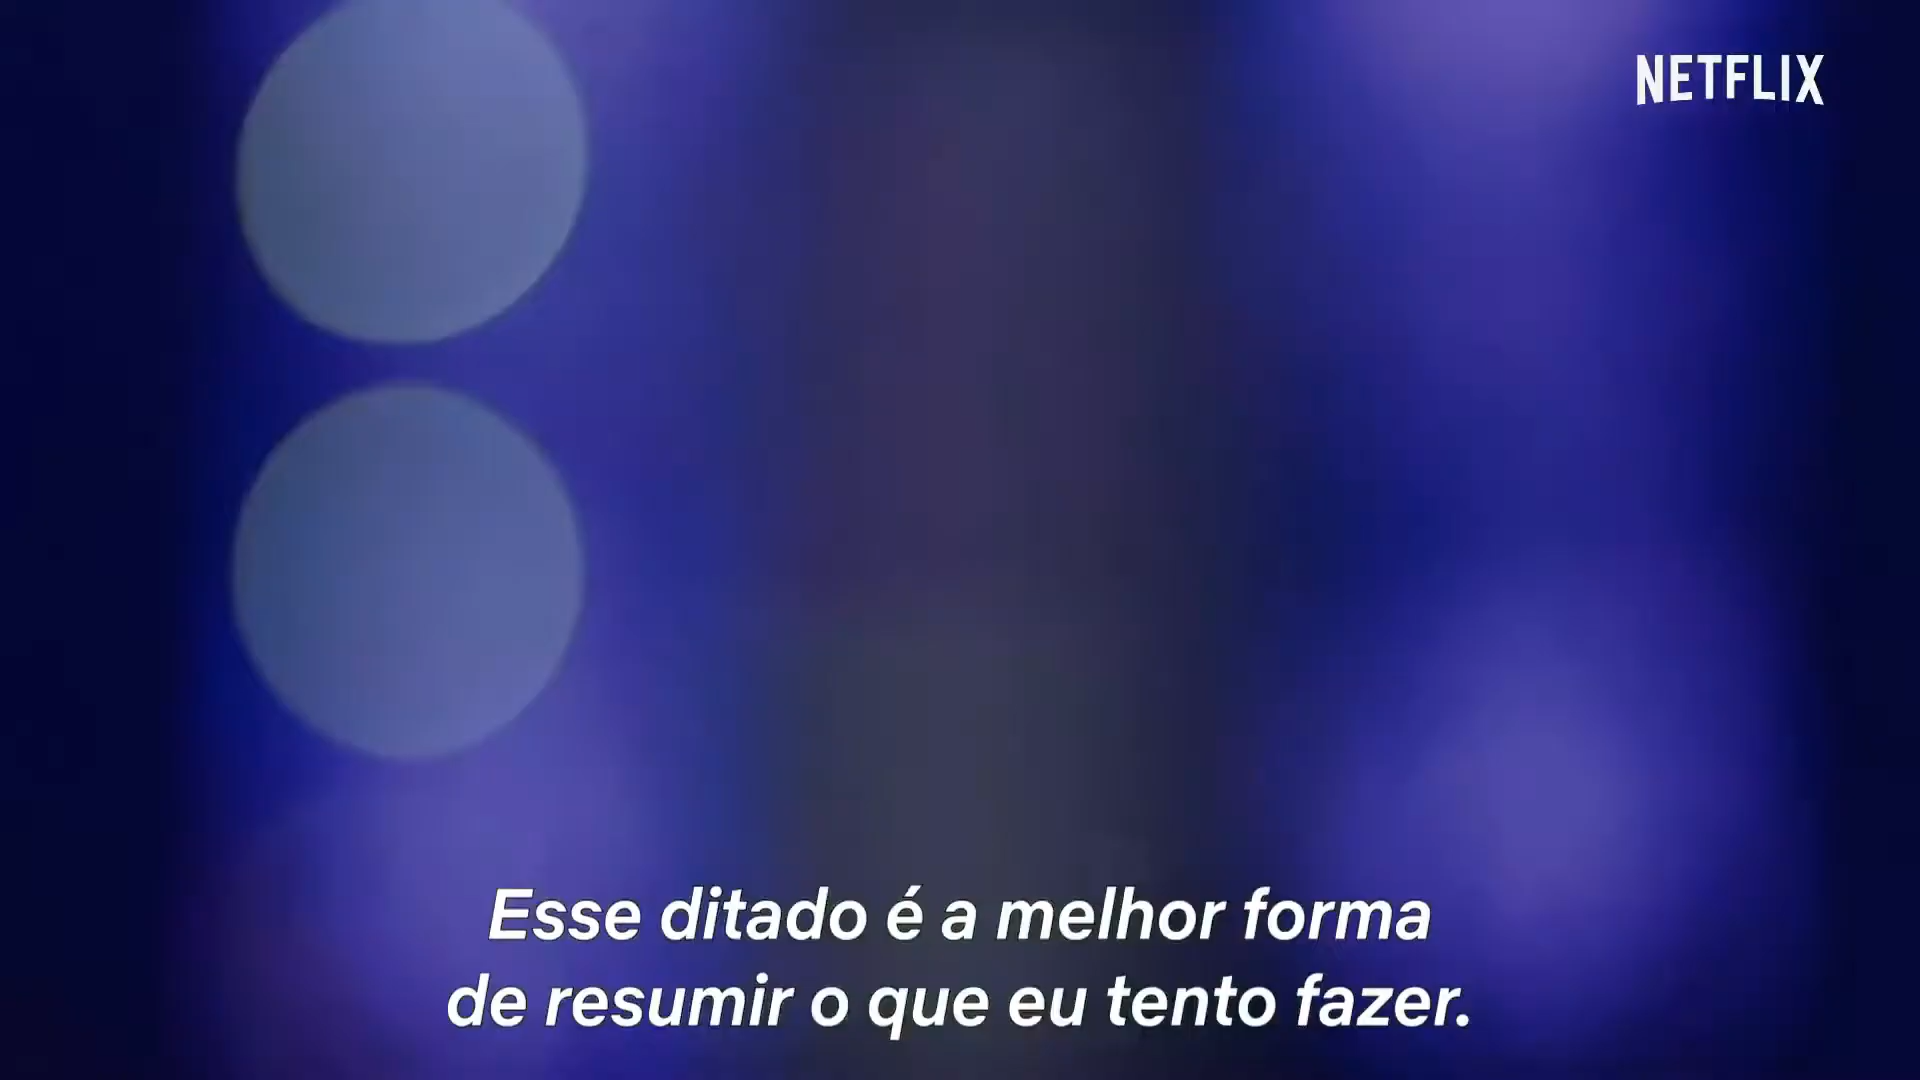 NETFLIX
Esse ditado é a melhor forma
de resumir o que eu tento fazer.